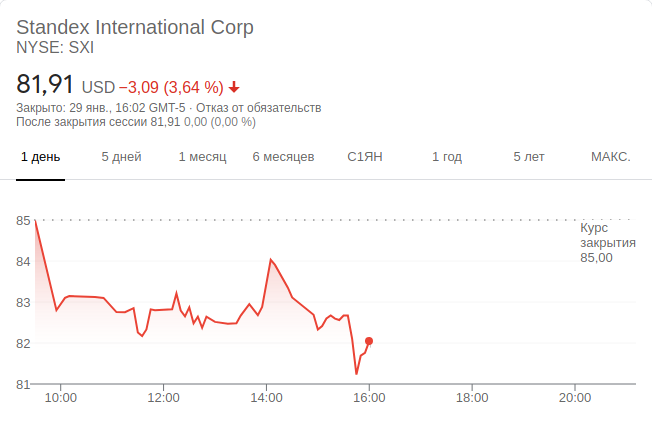 Standex International Corp
NYSE: SXI
81,91 USD −3,09 (3,64 %)
Закрыто: 29 янв., 16:02 GMT-5 · Отказ от обязательств
После закрытия сессии 81,91 0,00 (0,00 %)
1 день 5 дней 1 месяц 6 месяцев С1ЯН 1 год 5 лет МАКС.
85
Курс
закрытия
85,00
84
83
82
81
10:00 12:00 14:00 16:00 18:00 20:00